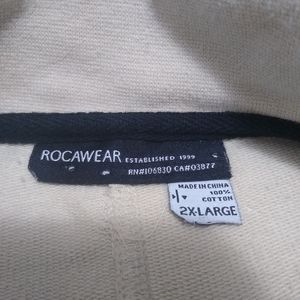 ROCAWEAR ESTABLISHED 1999
RN#106830 CA#03877
MADE IN CHINA
100%
COTTON
2X-LARGE